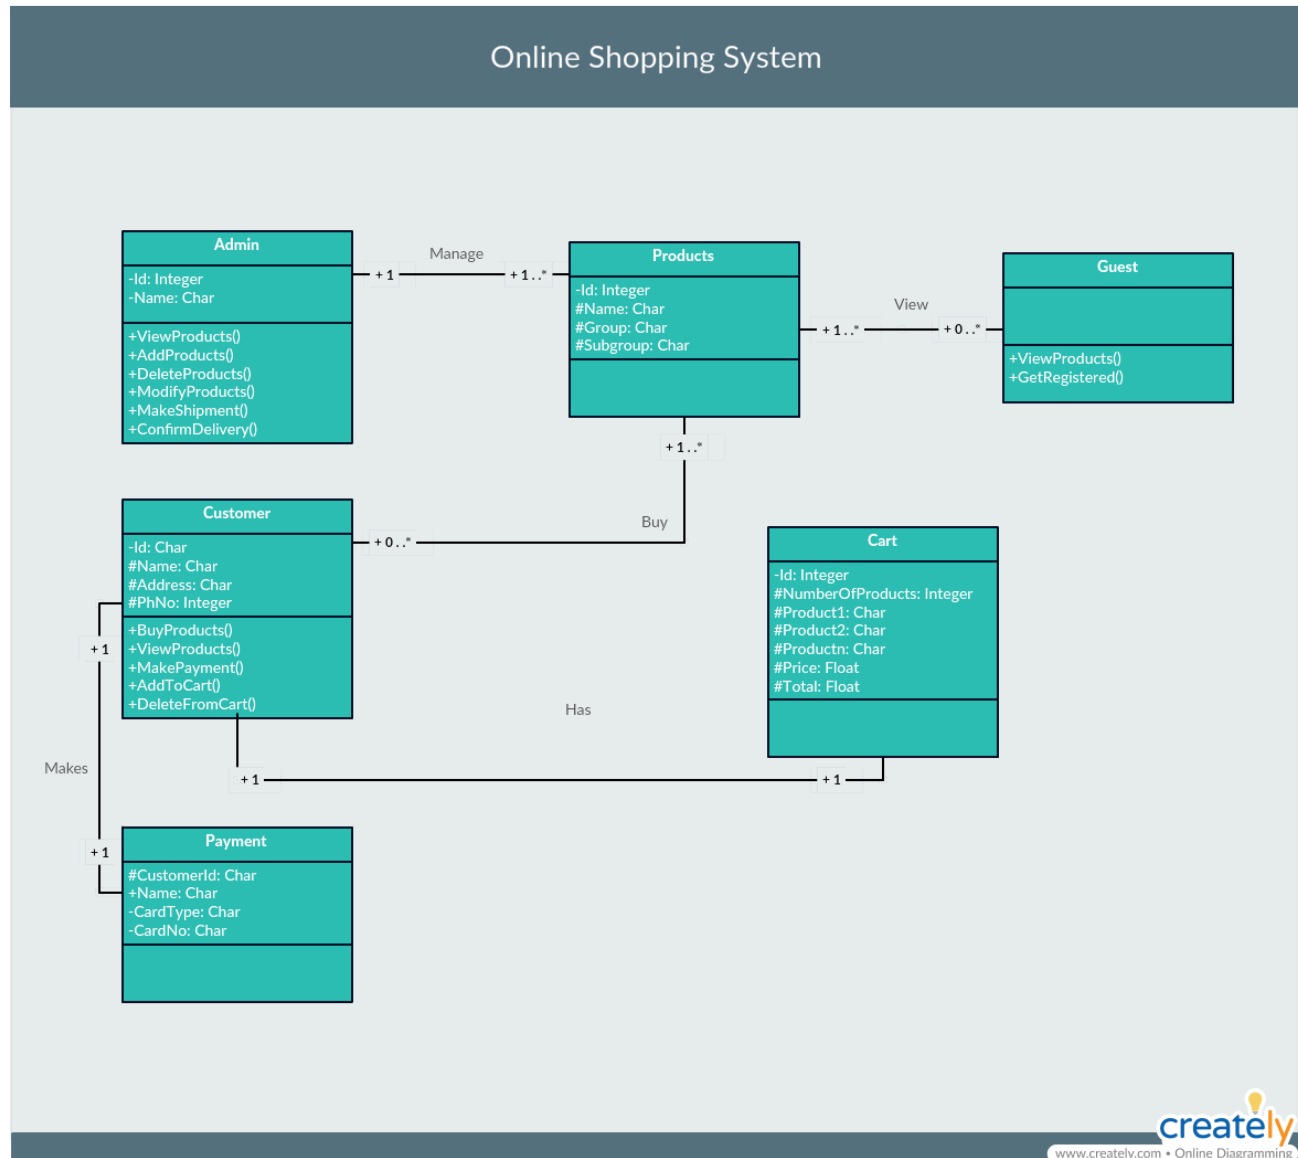 Online Shopping System
Admin
-Id: Integer
-Name: Char
+ViewProducts()
+AddProducts()
+DeleteProducts()
+ModifyProducts()
+MakeShipment()
+ConfirmDelivery()
+ 1
Manage
+ 1 . .*
Products
-Id: Integer
#Name: Char
#Group: Char
#Subgroup: Char
+ 1 . .*
View
+ 0 . .*
Guest
+ViewProducts()
+GetRegistered()
+ 1 . .*
Buy
+ 0 . .*
Customer
-Id: Char
#Name: Char
#Address: Char
#PhNo: Integer
+BuyProducts()
+ViewProducts()
+MakePayment()
+AddToCart()
+DeleteFromCart()
Cart
-Id: Integer
#NumberOfProducts: Integer
#Product1: Char
#Product2: Char
#Productn: Char
#Price: Float
#Total: Float
+ 1
Has
+ 1
+ 1
Makes
+ 1
Payment
#CustomerId: Char
+Name: Char
-CardType: Char
-CardNo: Char
creately
www.creately.com • Online Diagramming